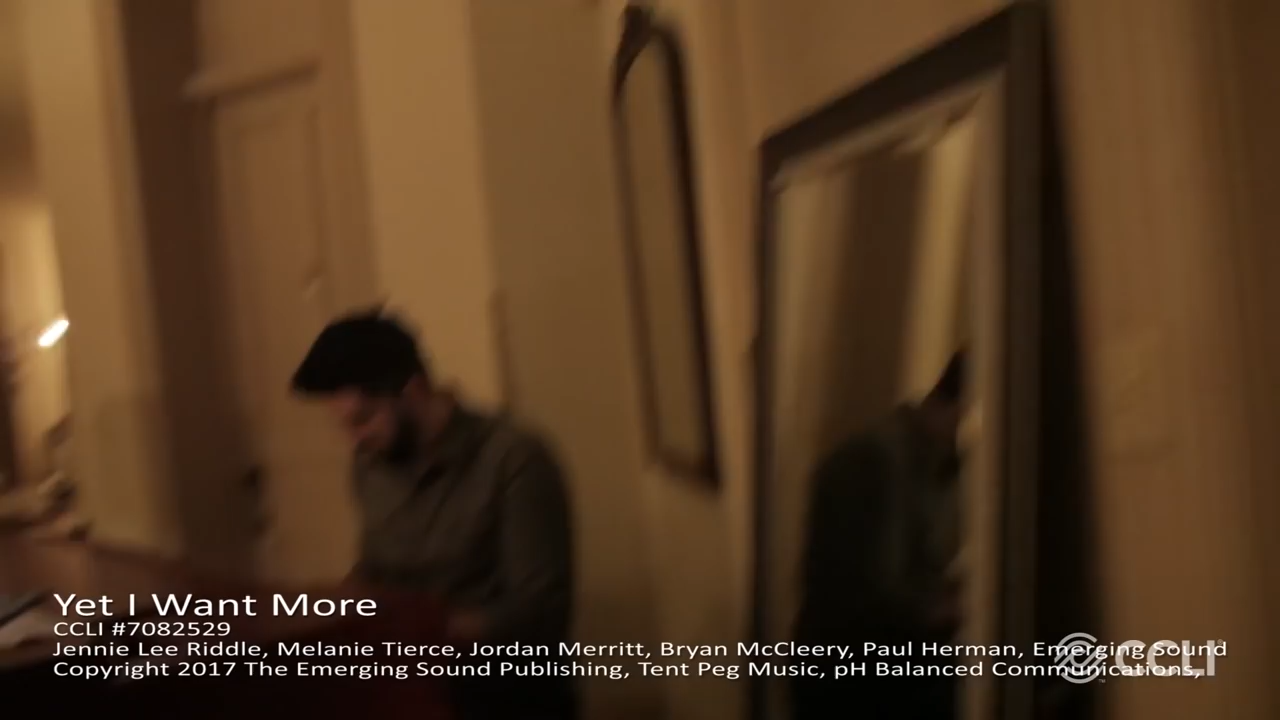 Yet I Want More
CCLI #7082529
Jennie Lee Riddle, Melanie Tierce, Jordan Merritt, Bryan McCleery, Paul Herman, Emerging Sound
Copyright 2017 The Emerging Sound Publishing, Tent Peg Music, pH Balanced Communications,
CCLI